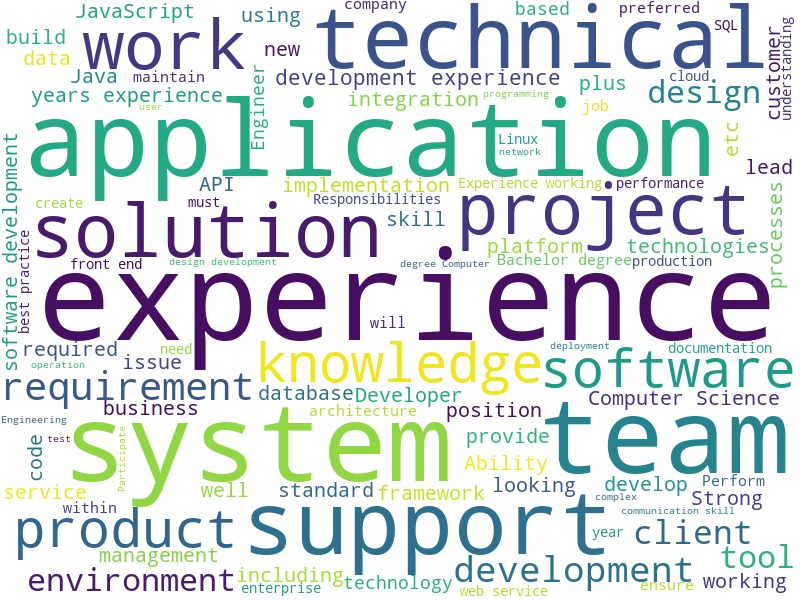 JavaScript
using
company
based
preferred
SQL
build
work
technical
customer
understanding
data
new
Java
maintain
development experience
cloud
plus
design
years experience
user
Engineer
integration
programming
job
application
Linux
network
etc
lead
API
implementation
Experience working
performance
create
must
Responsibilities
skill
project
processes
software development
best practice
solution
platform
technologies
front end
design development
degree Computer
Bachelor degree
production
experience
will
required
issue
need
knowledge
deployment
documentation
operation
software
requirement
database
Developer
Computer Science
business
architecture
position
Engineering
test
code
Participate
system
team
provide
Ability
service
well
standard
framework
looking
develop
Perform
Strong
within
complex
communication skill
product
support
year
client
management
tool
environment
including
enterprise
technology
development
web service
ensure
working